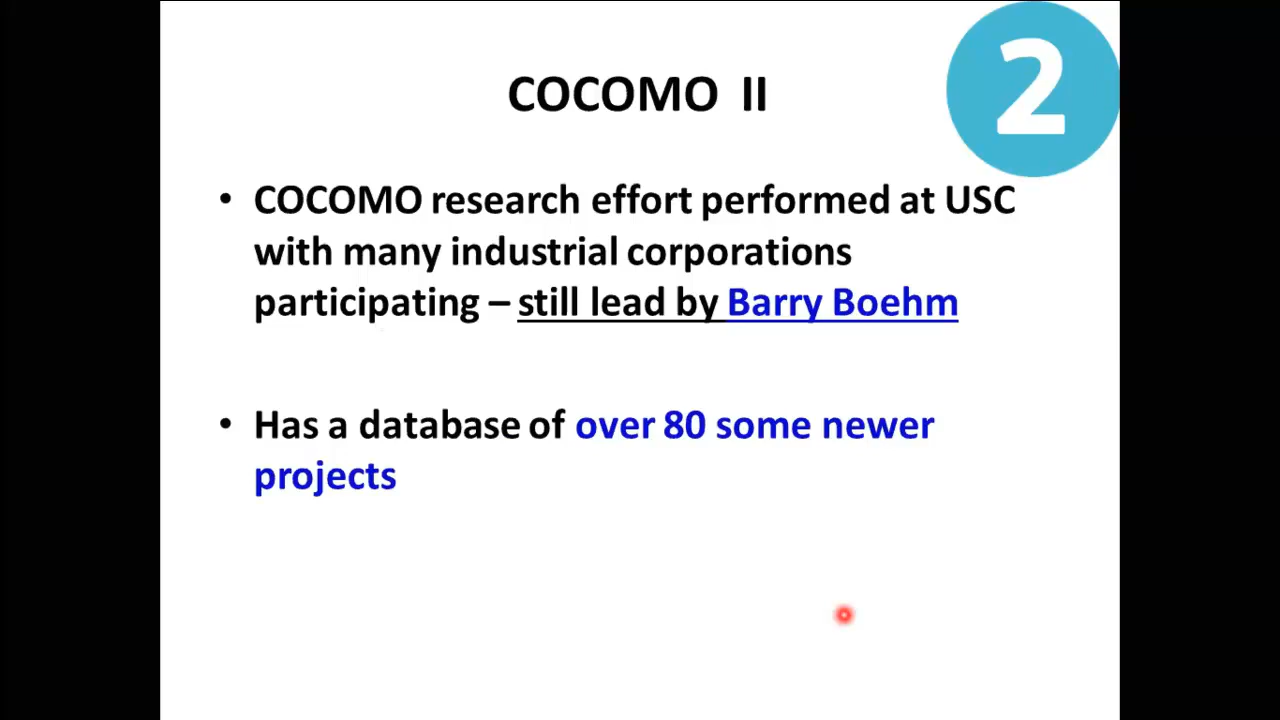 2
COCOMO II
• COCOMO research effort performed at USC
with many industrial corporations
participating – still lead by Barry Boehm
• Has a database of over 80 some newer
projects